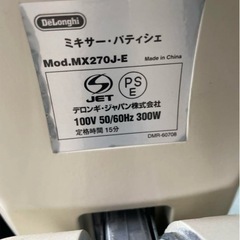 DeLonghi
ミキサー・パティシェ
Mod.MX270J-E
Made in China
JET
PS
E
デロンギ・ジャパン株式会社
100V 50/60Hz 300W
定格時間 15分
DMR-60708